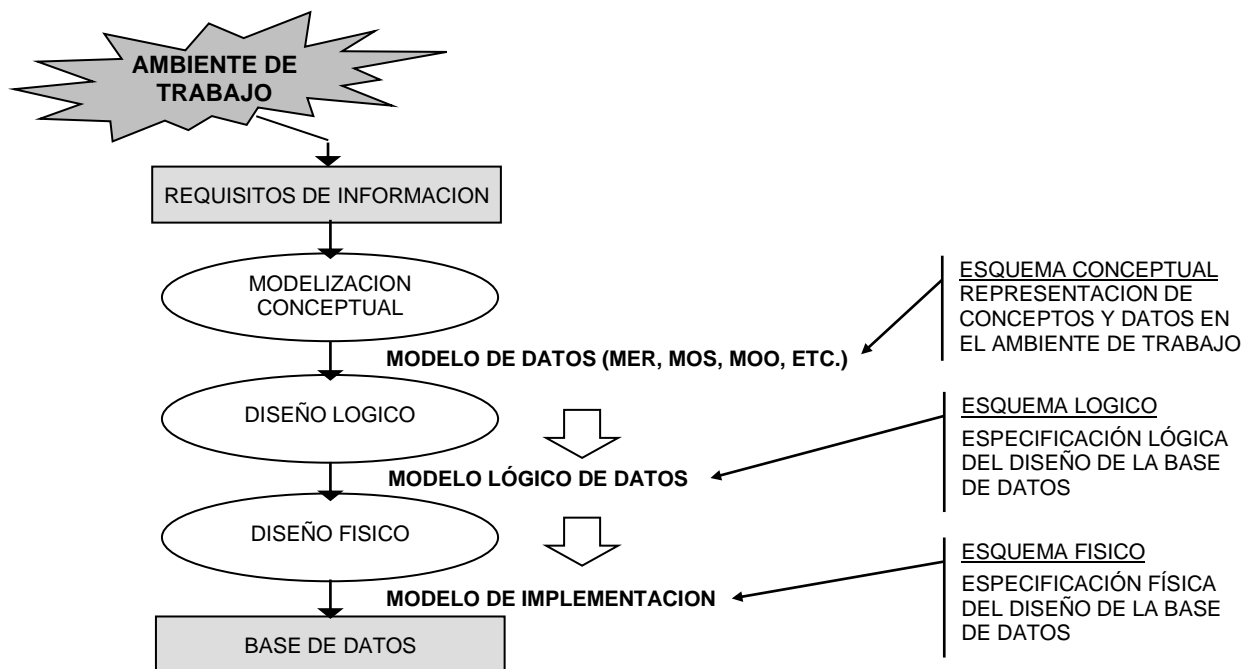 AMBIENTE DE
TRABAJO
REQUISITOS DE INFORMACION
MODELIZACION
CONCEPTUAL
ESQUEMA CONCEPTUAL
REPRESENTACION DE
CONCEPTOS Y DATOS EN
EL AMBIENTE DE TRABAJO
MODELO DE DATOS (MER, MOS, MOO, ETC.)
DISEÑO LOGICO
ESQUEMA LOGICO
ESPECIFICACIÓN LÓGICA
DEL DISEÑO DE LA BASE
DE DATOS
MODELO LÓGICO DE DATOS
DISEÑO FISICO
ESQUEMA FISICO
ESPECIFICACIÓN FÍSICA
DEL DISEÑO DE LA BASE
DE DATOS
MODELO DE IMPLEMENTACION
BASE DE DATOS